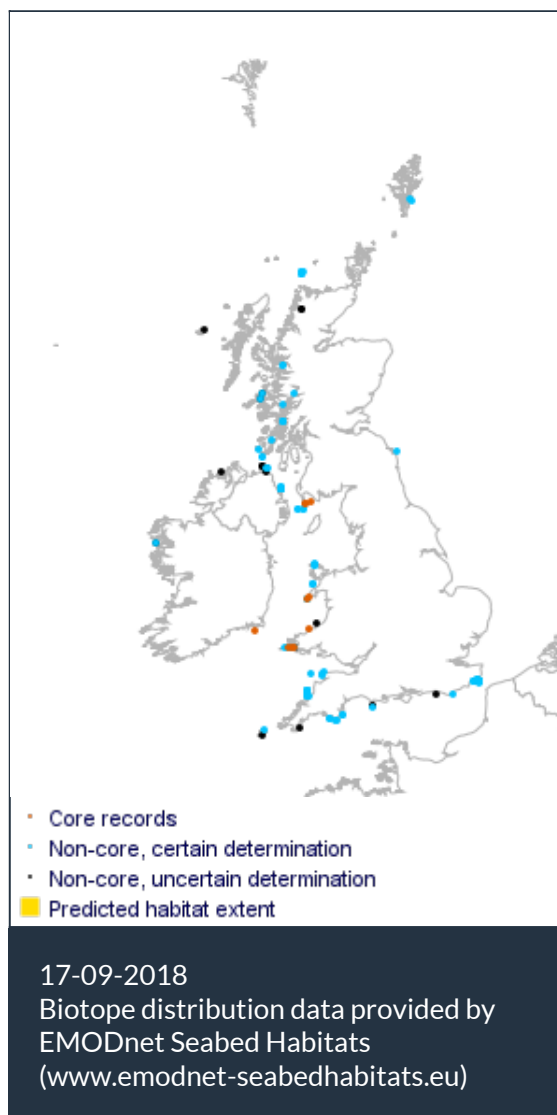 Core records
Non-core, certain determination
Non-core, uncertain determination
Predicted habitat extent
17-09-2018
Biotope distribution data provided by
EMODnet Seabed Habitats
(www.emodnet-seabedhabitats.eu)